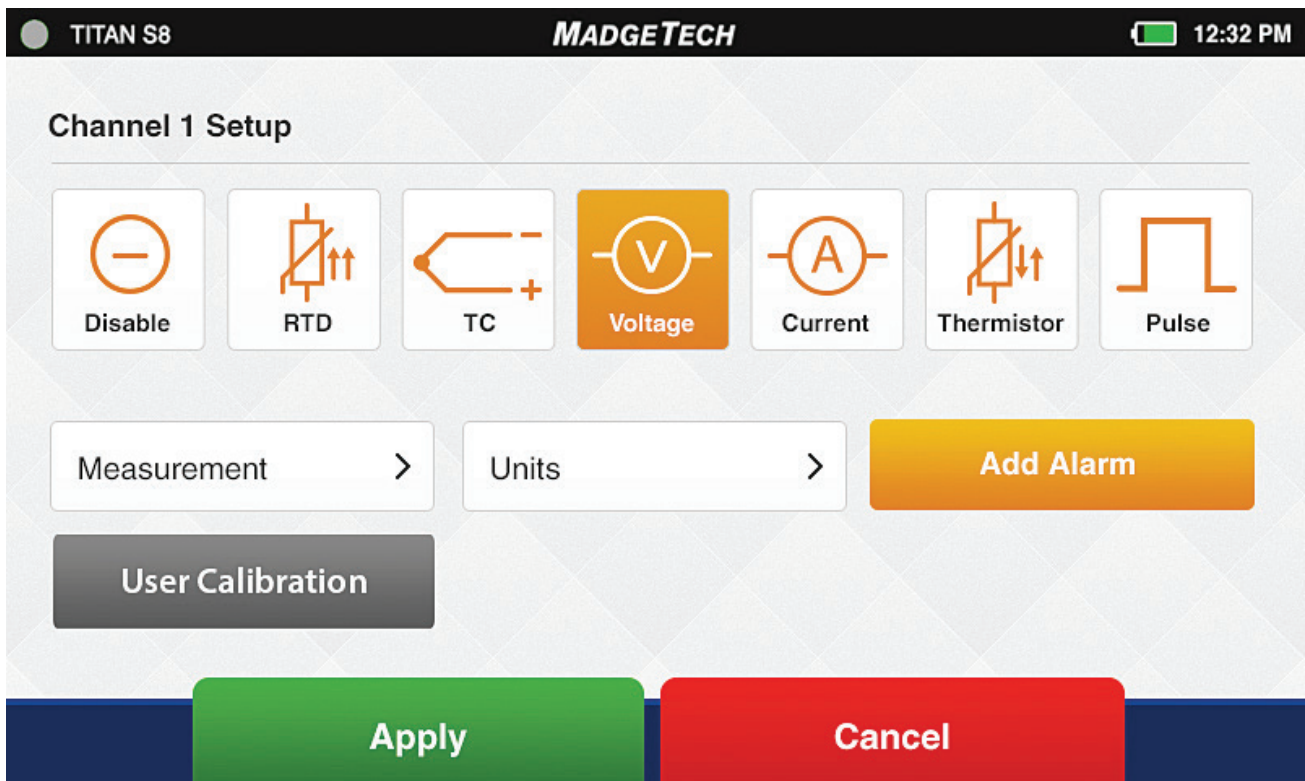 TITAN S8 MADGETECH 12:32 PM
Channel 1 Setup
Disable RTD TC Voltage Current Thermistor Pulse
Measurement Units Add Alarm
User Calibration
Apply Cancel